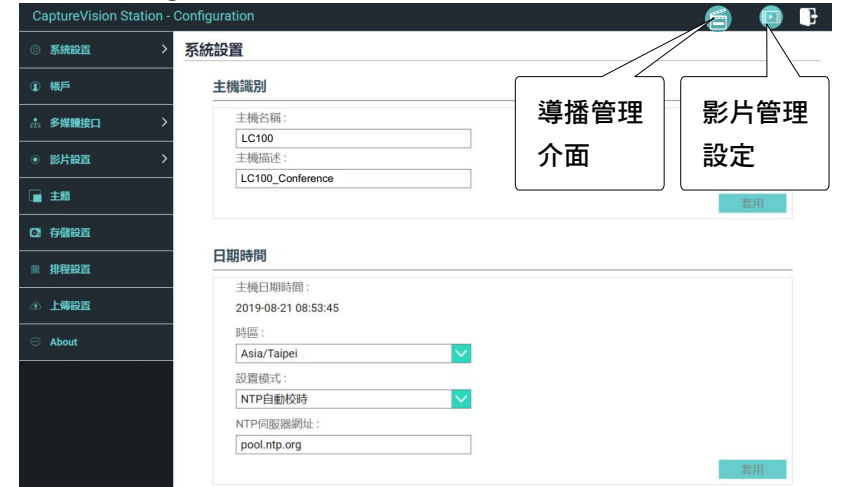 CaptureVision Station - Configuration
系統設置
帳戶
多媒體接口
影片設置
主題
存儲設置
排程設置
上傳設置
About
系統設置
主機識別
主機名稱 :
LC100
主機描述 :
LC100_Conference
套用
導播管理
介面
影片管理
設定
日期時間
主機日期時間 :
2019-08-21 08:53:45
時區 :
Asia/Taipei
設置模式 :
NTP自動校時
NTP伺服器網址 :
pool.ntp.org
套用